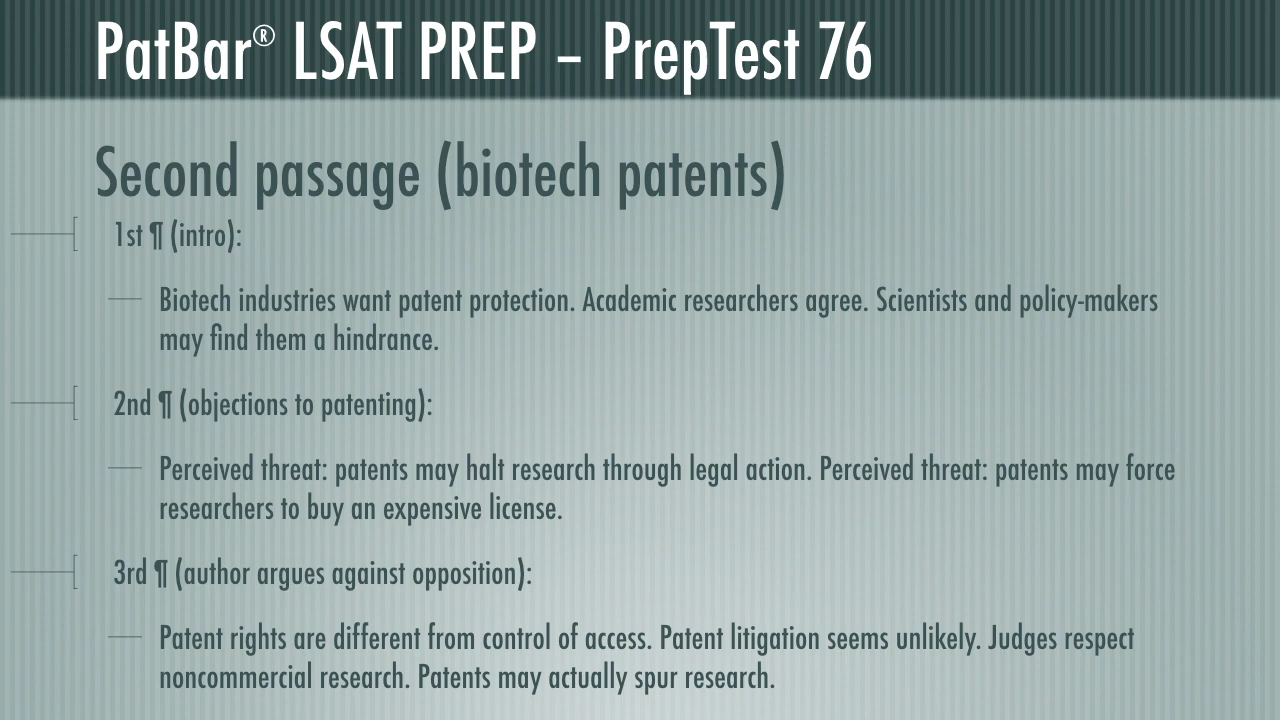 PatBar® LSAT PREP – PrepTest 76
Second passage (biotech patents)
1st ¶ (intro):
Biotech industries want patent protection. Academic researchers agree. Scientists and policy-makers
may find them a hindrance.
2nd ¶ (objections to patenting):
Perceived threat: patents may halt research through legal action. Perceived threat: patents may force
researchers to buy an expensive license.
3rd ¶ (author argues against opposition):
Patent rights are different from control of access. Patent litigation seems unlikely. Judges respect
noncommercial research. Patents may actually spur research.